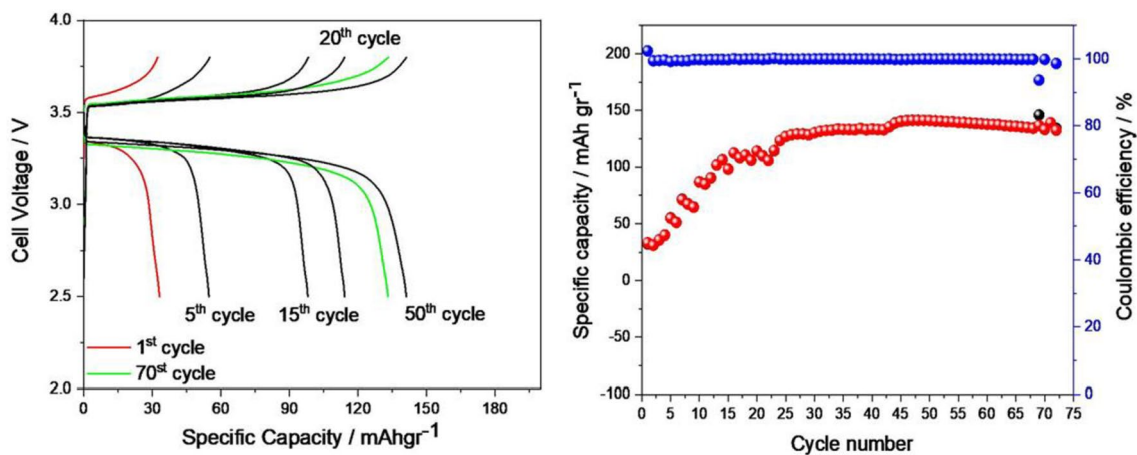 4.0
3.5
3.0
2.5
2.0
Cell Voltage / V
20th cycle
5th cycle
15th cycle
50th cycle
1st cycle
70st cycle
0 30 60 90 120 150 180
Specific Capacity / mAhgr⁻¹
200
150
100
50
0
-50
-100
Specific capacity / mAh gr⁻¹
100
80
60
40
20
0
Coulombic efficiency / %
0 5 10 15 20 25 30 35 40 45 50 55 60 65 70 75
Cycle number